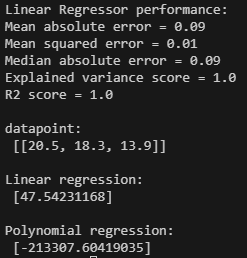 Linear Regressor performance:
Mean absolute error = 0.09
Mean squared error = 0.01
Median absolute error = 0.09
Explained variance score = 1.0
R2 score = 1.0
datapoint:
[[20.5, 18.3, 13.9]]
Linear regression:
[47.54231168]
Polynomial regression:
[-213307.60419035]